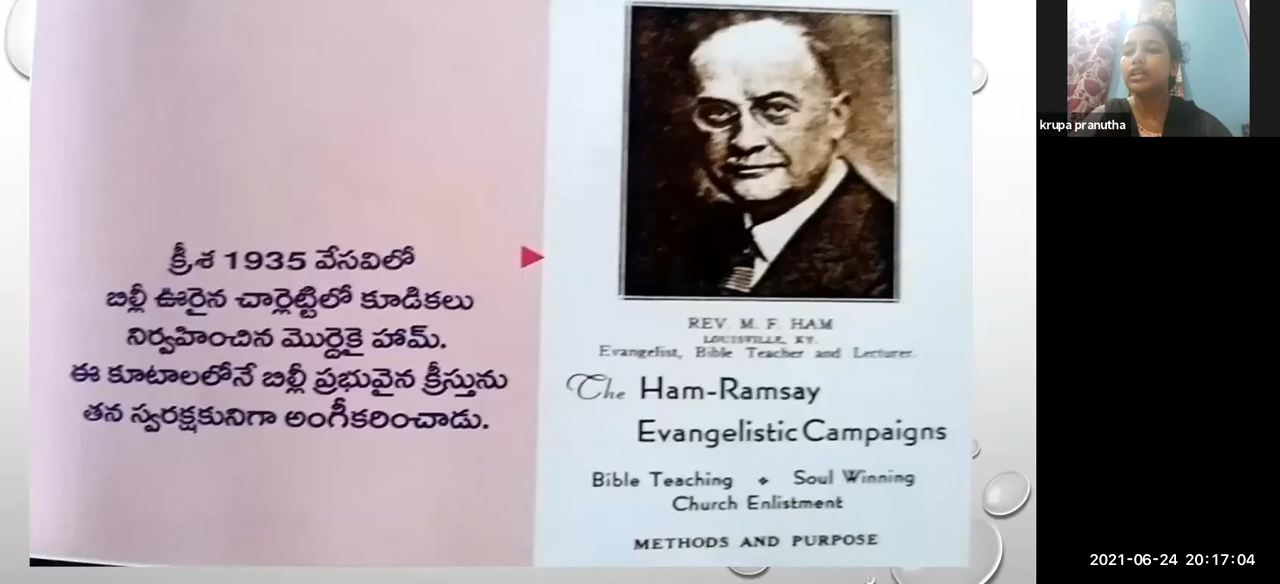 క్రీ.శ 1935 వేసవిలో
బిల్లీ ఊరైన చార్లెట్టిలో కూడికలు
నిర్వహించిన మొర్దెకై హామ్.
ఈ కూటాలలోనే బిల్లీ ప్రభువైన క్రీస్తును
తన స్వరక్షకునిగా అంగీకరించాడు.
REV. M. F. HAM
LOUISVILLE, KY.
Evangelist, Bible Teacher and Lecturer.
The Ham-Ramsay
Evangelistic Campaigns
Bible Teaching ❖ Soul Winning
Church Enlistment
METHODS AND PURPOSE
krupa pranutha
2021-06-24 20:17:04